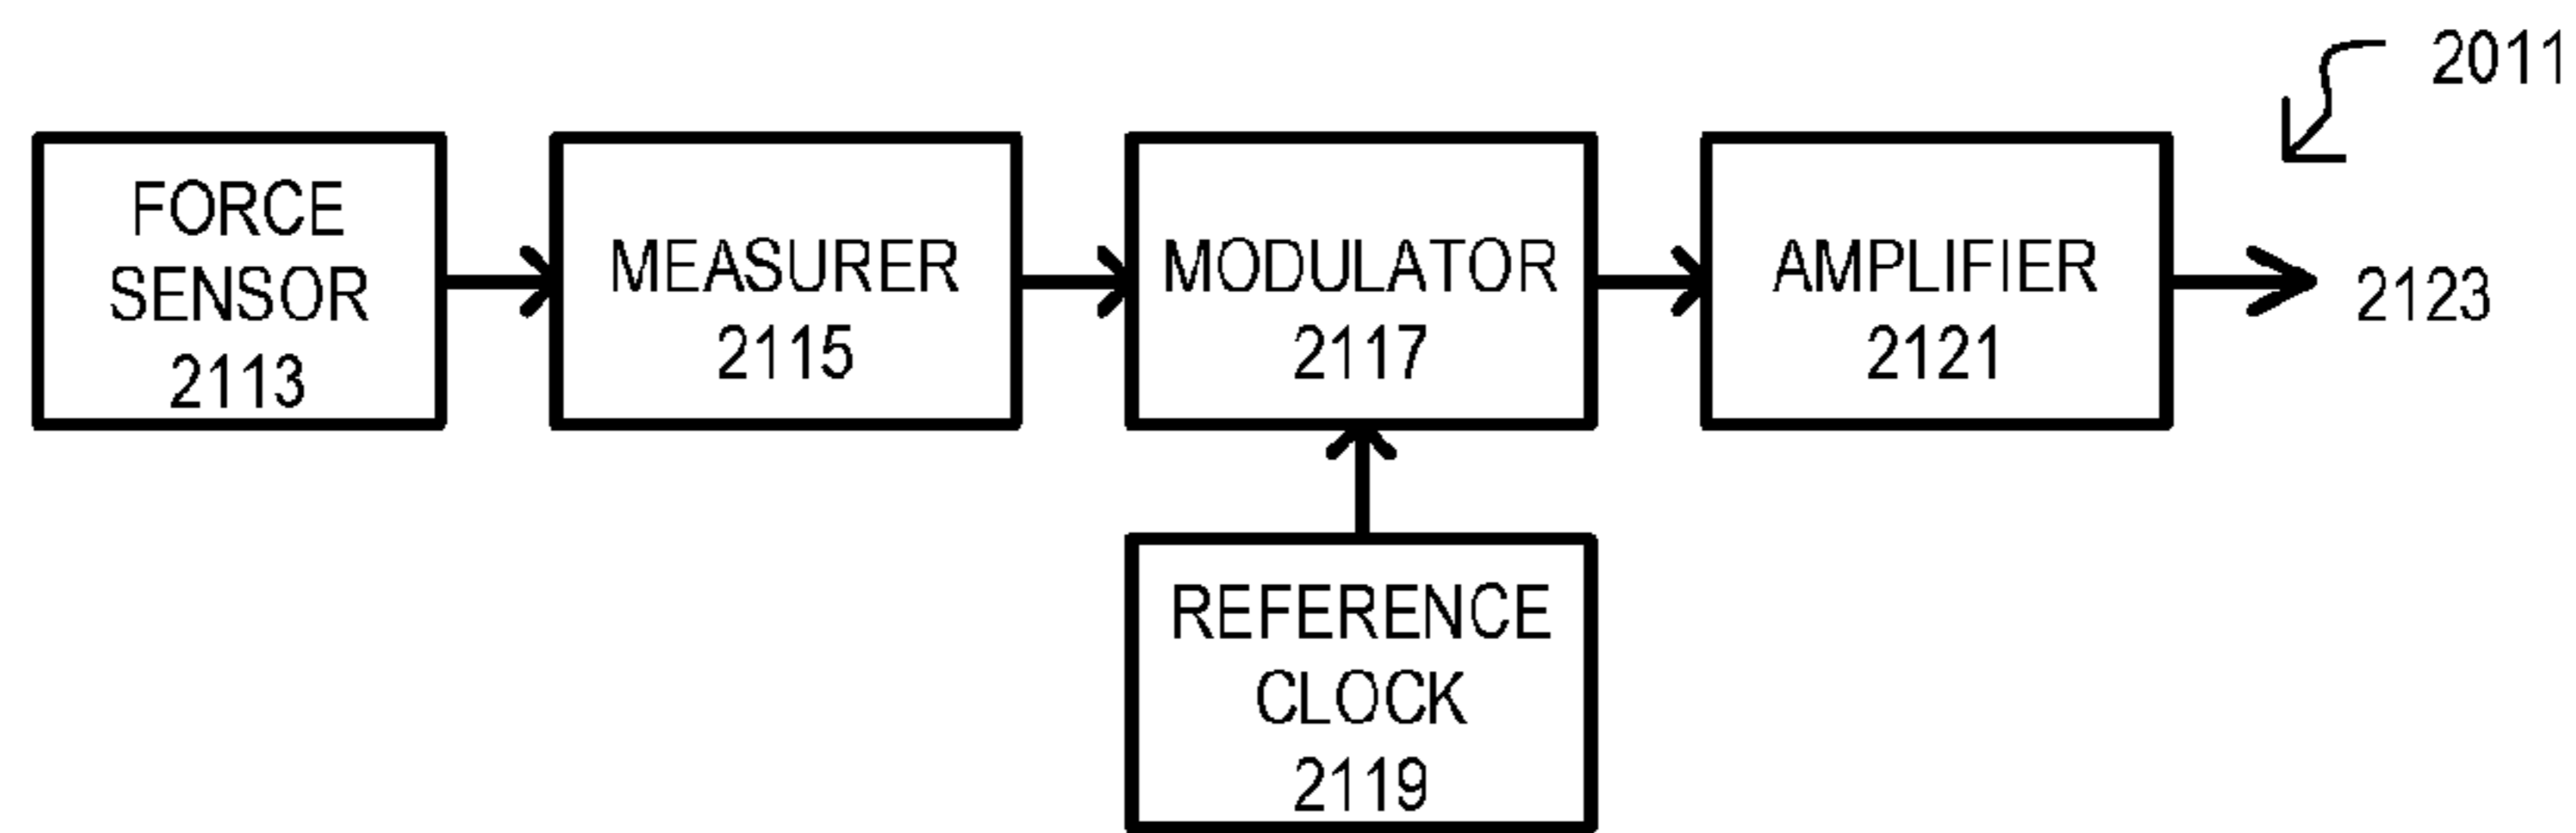 2011
FORCE
SENSOR
2113
MEASURER
2115
MODULATOR
2117
AMPLIFIER
2121
2123
REFERENCE
CLOCK
2119